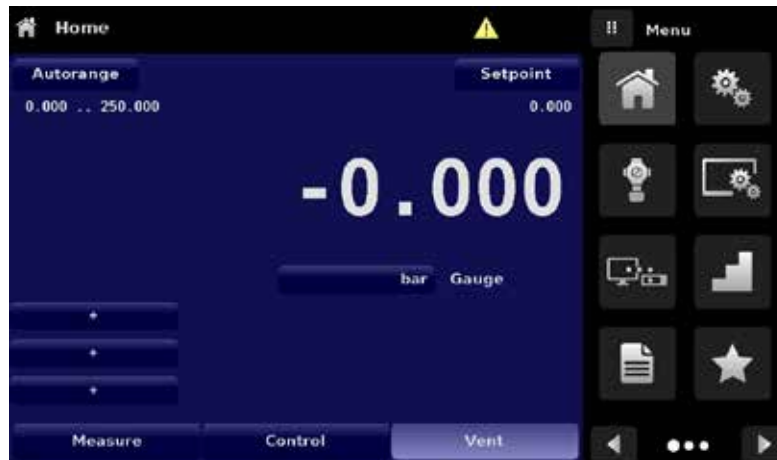 Home
Menu
Autorange
Setpoint
0.000 .. 250.000
0.000
-0.000
bar Gauge
+
+
+
Measure
Control
Vent